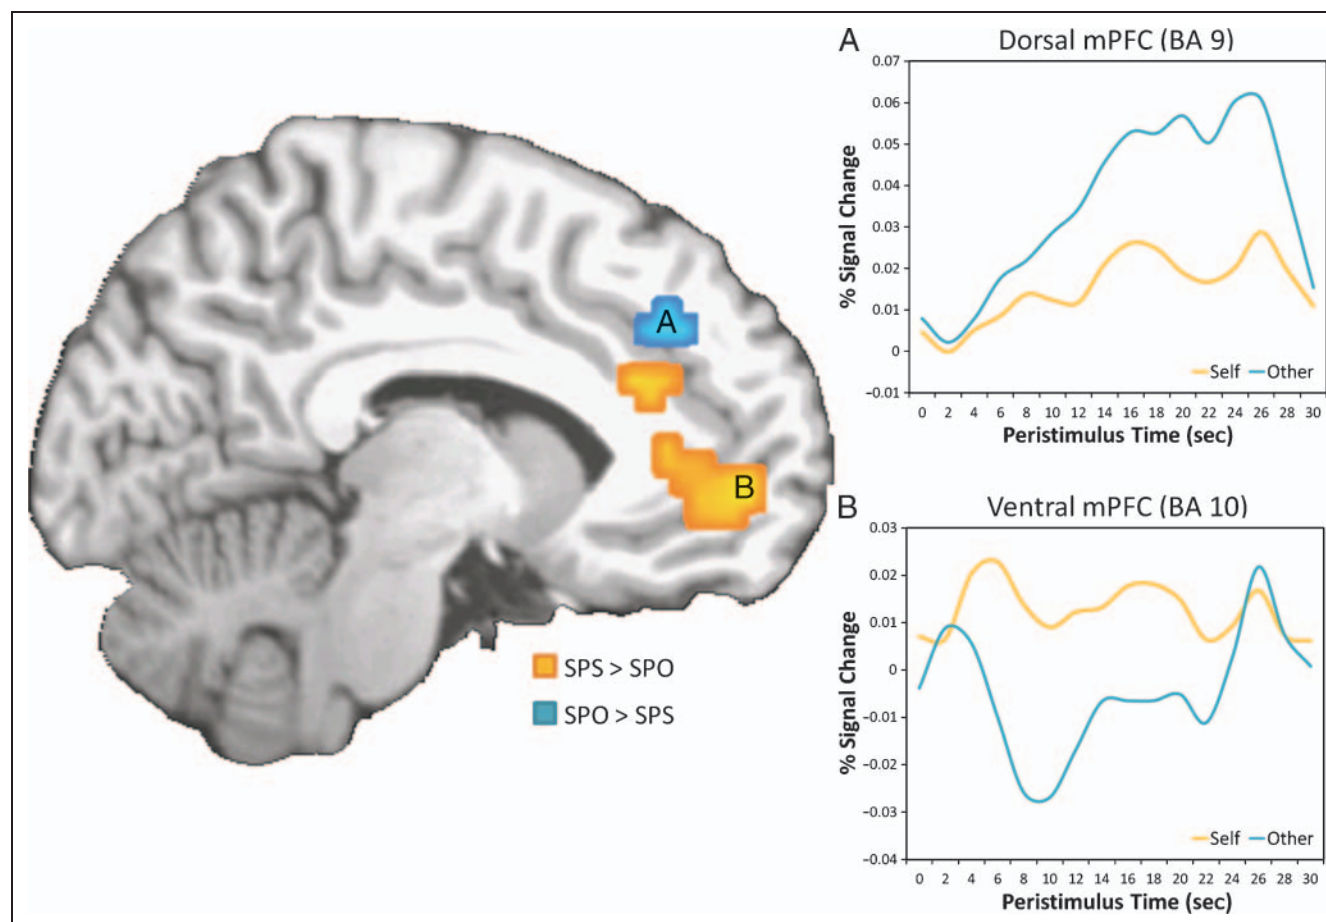 A
Dorsal mPFC (BA 9)
0.07
0.06
0.05
0.04
0.03
0.02
0.01
0
−0.01
% Signal Change
Self Other
0 2 4 6 8 10 12 14 16 18 20 22 24 26 28 30
Peristimulus Time (sec)
A
B
SPS > SPO
SPO > SPS
B
Ventral mPFC (BA 10)
0.03
0.02
0.01
0
−0.01
−0.02
−0.03
−0.04
% Signal Change
Self Other
0 2 4 6 8 10 12 14 16 18 20 22 24 26 28 30
Peristimulus Time (sec)